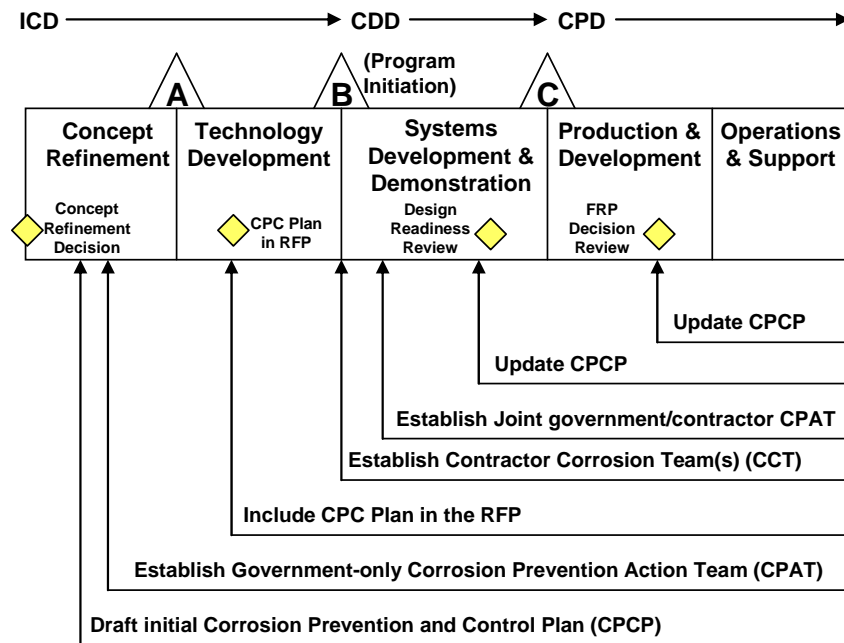 ICD CDD CPD
(Program
Initiation)
A B C
Concept
Refinement
Technology
Development
Systems
Development &
Demonstration
Production &
Development
Operations
& Support
Concept
Refinement
Decision
CPC Plan
in RFP
Design
Readiness
Review
FRP
Decision
Review
Update CPCP
Update CPCP
Establish Joint government/contractor CPAT
Establish Contractor Corrosion Team(s) (CCT)
Include CPC Plan in the RFP
Establish Government-only Corrosion Prevention Action Team (CPAT)
Draft initial Corrosion Prevention and Control Plan (CPCP)